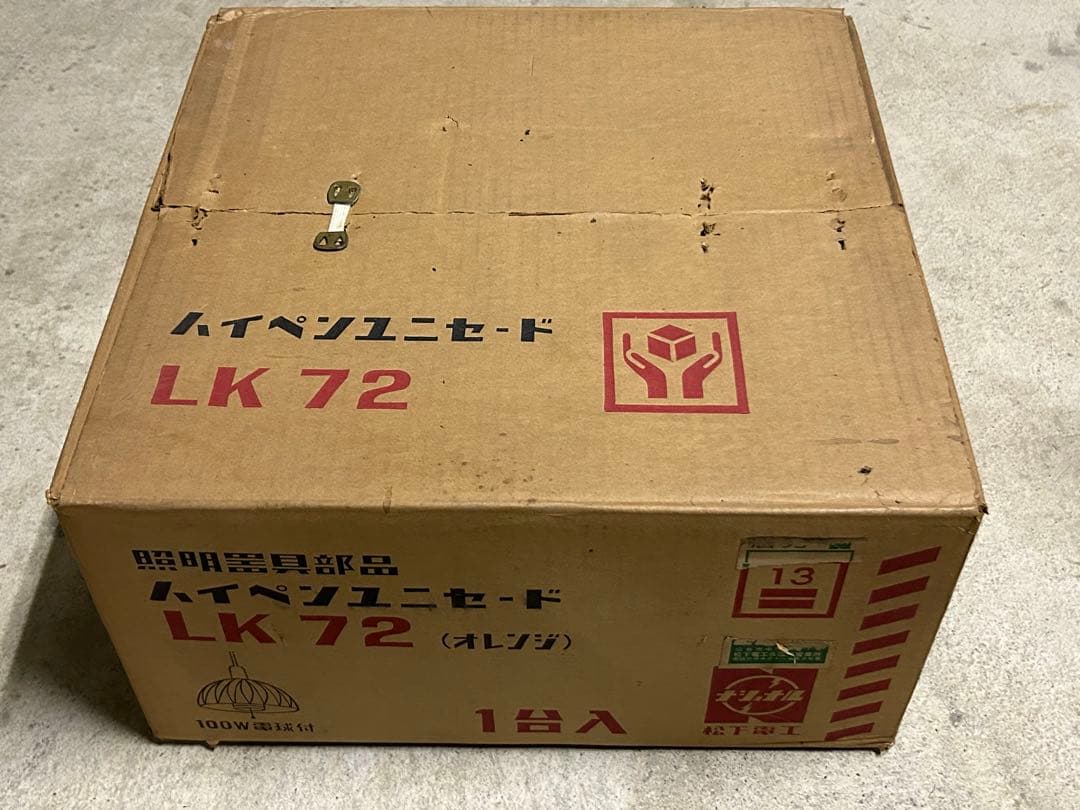 ハイペンユニセード
LK 72
照明器具部品
ハイペンユニセード
LK 72 (オレンジ)
100W電球付
1台入
13
ナショナル
松下電工